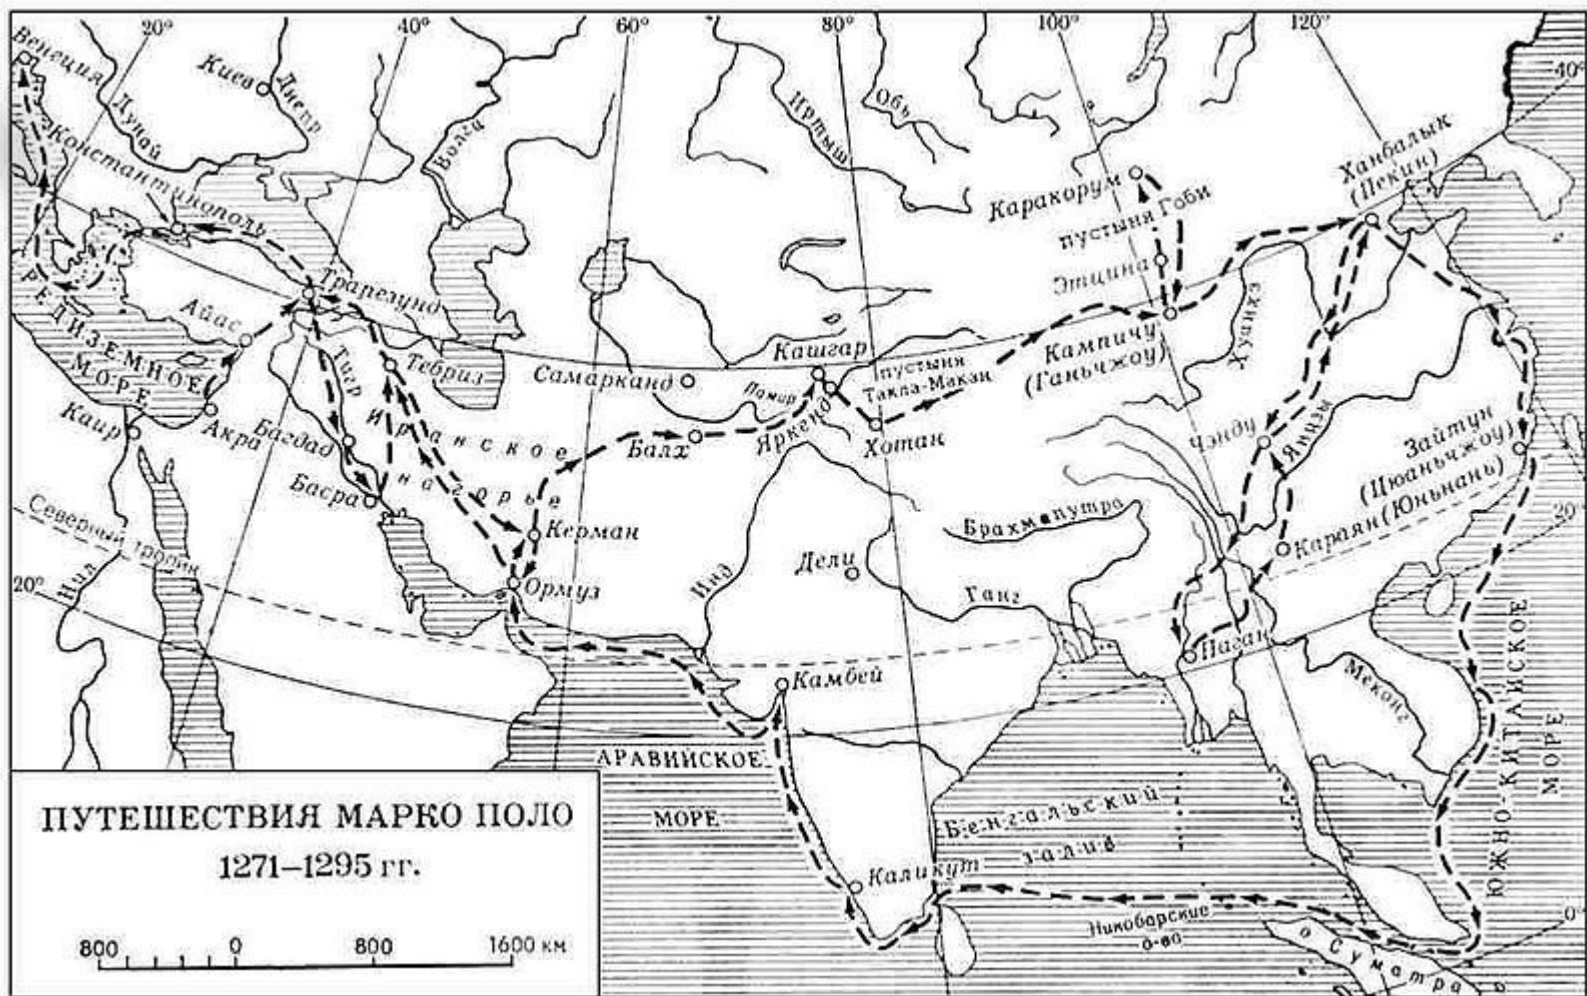 20°
40°
60°
80°
100°
120°
40°
Венеция
Киев
Днепр
Дунай
Волга
Иртыш
Обь
Константинополь
Каракорум
пустыня Гоби
Ханбалык
(Пекин)
Этцина
Трапезунд
Айас
СРЕДИЗЕМНОЕ
МОРЕ
Тигр
Тебриз
Самарканд
Кашгар
Памир
пустыня
Такла-Макан
Кампичу
(Ганьчжоу)
Хуанхэ
Каир
Акра
Багдад
Иранское
нагорье
Балх
Яркенд
Хотан
Чэнду
Янцзы
Зайтун
(Цюаньчжоу)
Басра
Северный тропик
Керман
Брахмапутра
Караян (Юньнань)
20°
Нил
20°
Ормуз
Инд
Дели
Ганг
Паган
Меконг
Камбей
ЮЖНО-КИТАЙСКОЕ
МОРЕ
АРАВИЙСКОЕ
МОРЕ
Бенгальский
залив
Каликут
Никобарские
о-ва
о. Суматра
0°
ПУТЕШЕСТВИЯ МАРКО ПОЛО
1271–1295 гг.
800 0 800 1600 км